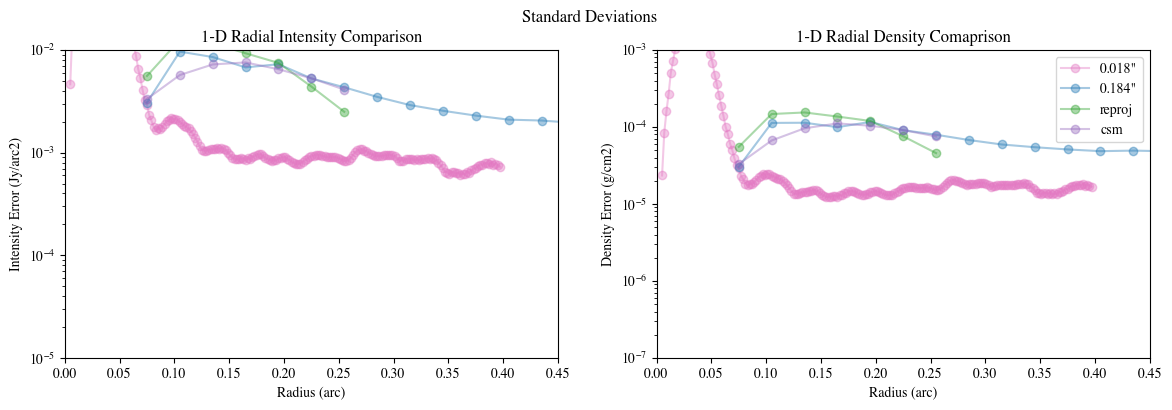 Standard Deviations
1-D Radial Intensity Comparison
10⁻²
10⁻³
10⁻⁴
10⁻⁵
Intensity Error (Jy/arc2)
0.00 0.05 0.10 0.15 0.20 0.25 0.30 0.35 0.40 0.45
Radius (arc)
1-D Radial Density Comaprison
10⁻³
10⁻⁴
10⁻⁵
10⁻⁶
10⁻⁷
Density Error (g/cm2)
0.00 0.05 0.10 0.15 0.20 0.25 0.30 0.35 0.40 0.45
Radius (arc)
0.018"
0.184"
reproj
csm